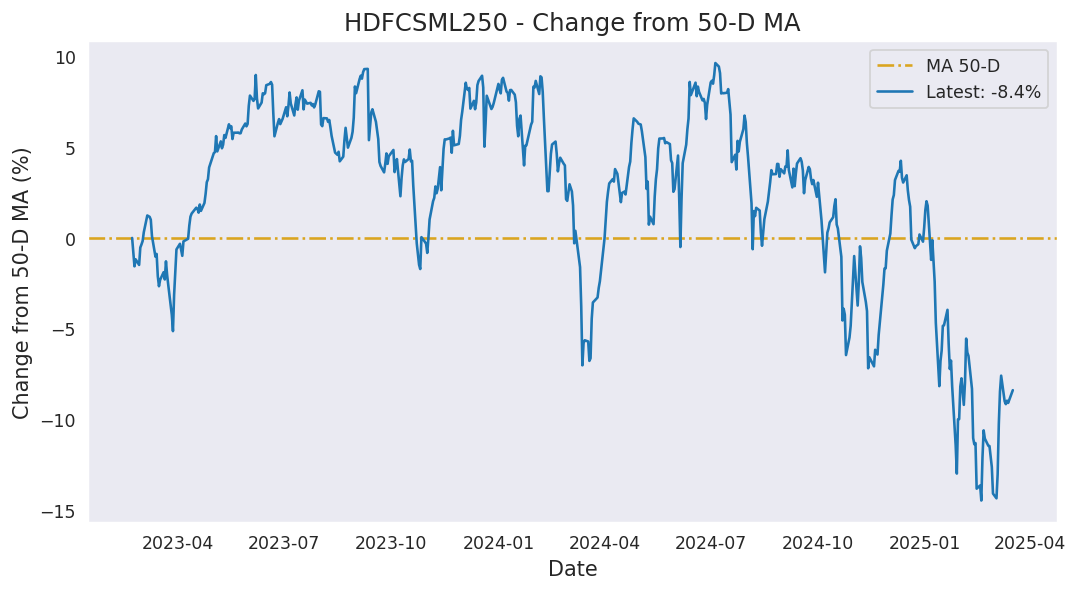 HDFCSML250 - Change from 50-D MA
MA 50-D
Latest: -8.4%
Change from 50-D MA (%)
10
5
0
−5
−10
−15
2023-04 2023-07 2023-10 2024-01 2024-04 2024-07 2024-10 2025-01 2025-04
Date